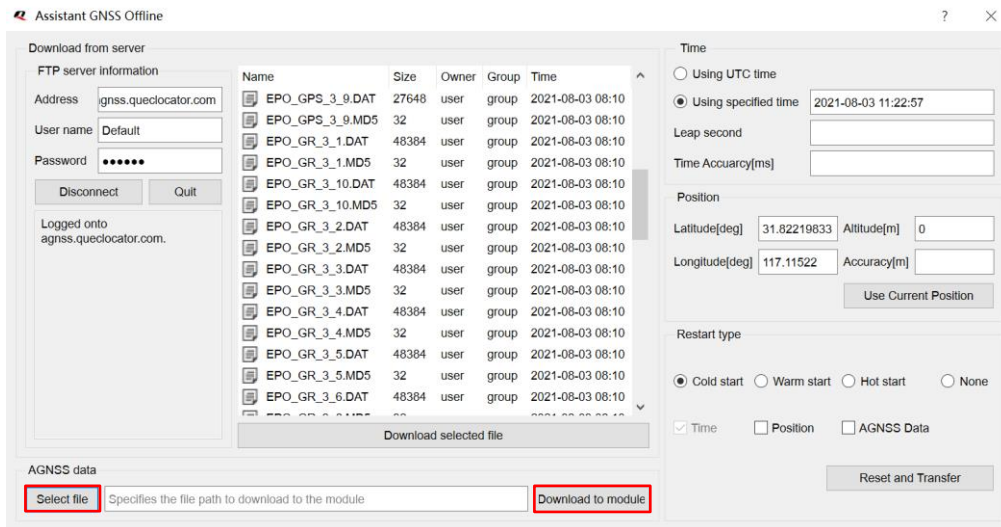 Assistant GNSS Offline
? ×
Download from server
FTP server information
Address gnss.queclocator.com
User name Default
Password ●●●●●●
Disconnect Quit
Logged onto
agnss.queclocator.com.
Name Size Owner Group Time
EPO_GPS_3_9.DAT 27648 user group 2021-08-03 08:10
EPO_GPS_3_9.MD5 32 user group 2021-08-03 08:10
EPO_GR_3_1.DAT 48384 user group 2021-08-03 08:10
EPO_GR_3_1.MD5 32 user group 2021-08-03 08:10
EPO_GR_3_10.DAT 48384 user group 2021-08-03 08:10
EPO_GR_3_10.MD5 32 user group 2021-08-03 08:10
EPO_GR_3_2.DAT 48384 user group 2021-08-03 08:10
EPO_GR_3_2.MD5 32 user group 2021-08-03 08:10
EPO_GR_3_3.DAT 48384 user group 2021-08-03 08:10
EPO_GR_3_3.MD5 32 user group 2021-08-03 08:10
EPO_GR_3_4.DAT 48384 user group 2021-08-03 08:10
EPO_GR_3_4.MD5 32 user group 2021-08-03 08:10
EPO_GR_3_5.DAT 48384 user group 2021-08-03 08:10
EPO_GR_3_5.MD5 32 user group 2021-08-03 08:10
EPO_GR_3_6.DAT 48384 user group 2021-08-03 08:10
Download selected file
AGNSS data
Select file Specifies the file path to download to the module Download to module
Time
Using UTC time
Using specified time 2021-08-03 11:22:57
Leap second
Time Accuarcy[ms]
Position
Latitude[deg] 31.82219833 Altitude[m] 0
Longitude[deg] 117.11522 Accuracy[m]
Use Current Position
Restart type
Cold start Warm start Hot start None
Time Position AGNSS Data
Reset and Transfer